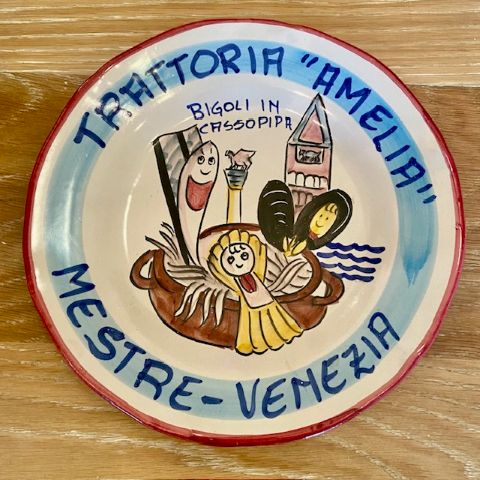 TRATTORIA "AMELIA"
BIGOLI IN
CASSOPIPA
MESTRE-VENEZIA